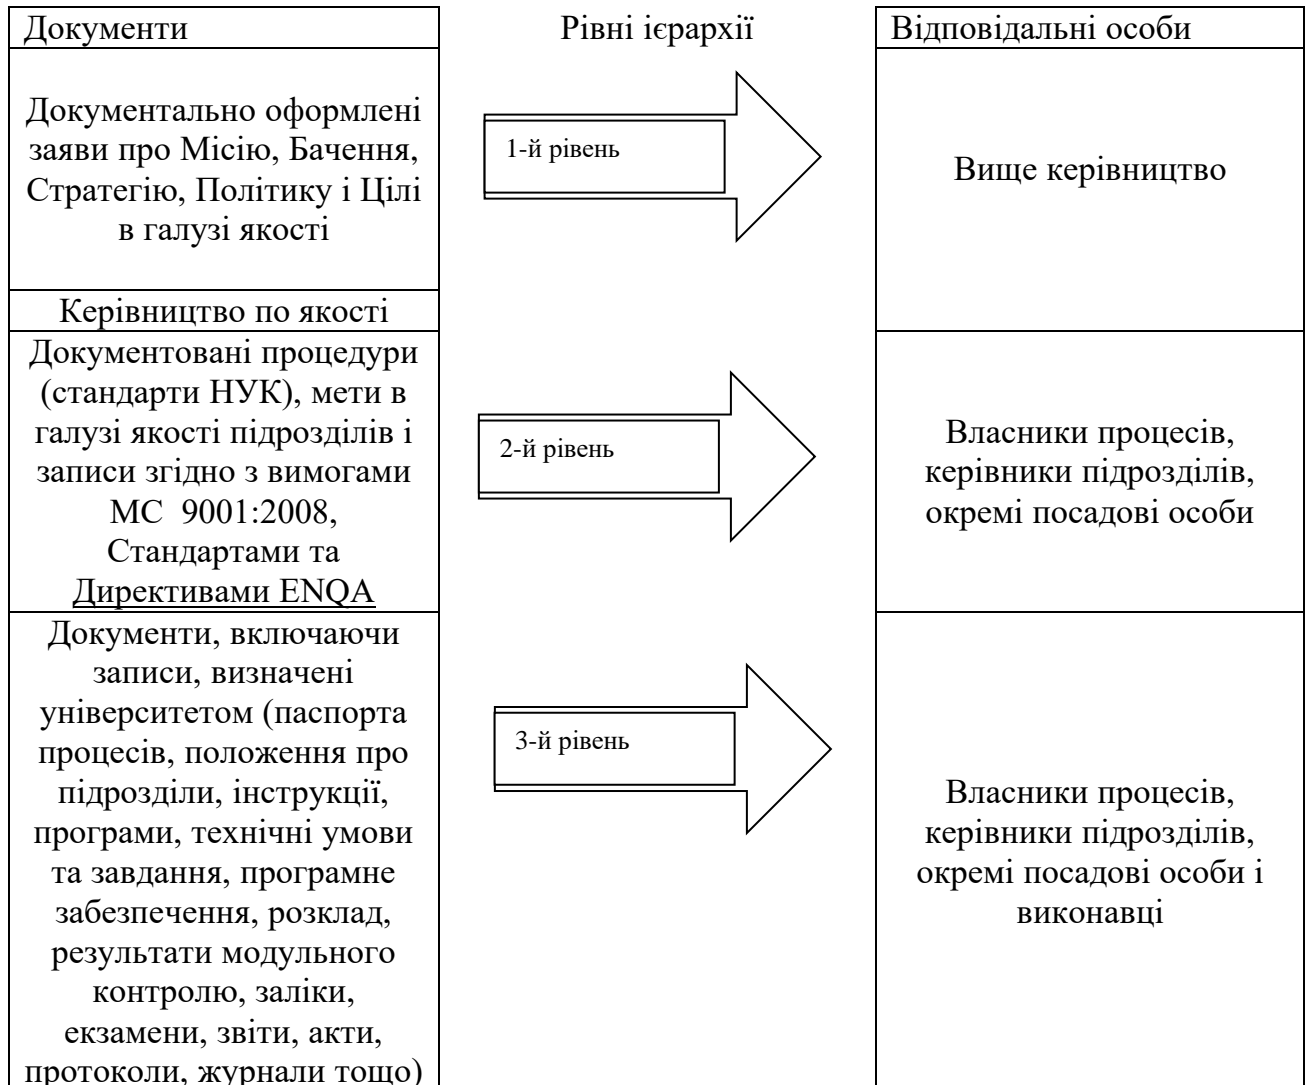 Документи
Рівні ієрархії
Відповідальні особи
Документально оформлені
заяви про Місію, Бачення,
Стратегію, Політику і Цілі
в галузі якості
1-й рівень
Вище керівництво
Керівництво по якості
Документовані процедури
(стандарти НУК), мети в
галузі якості підрозділів і
записи згідно з вимогами
МС 9001:2008,
Стандартами та
Директивами ENQA
2-й рівень
Власники процесів,
керівники підрозділів,
окремі посадові особи
Документи, включаючи
записи, визначені
університетом (паспорта
процесів, положення про
підрозділи, інструкції,
програми, технічні умови
та завдання, програмне
забезпечення, розклад,
результати модульного
контролю, заліки,
екзамени, звіти, акти,
протоколи, журнали тощо)
3-й рівень
Власники процесів,
керівники підрозділів,
окремі посадові особи і
виконавці